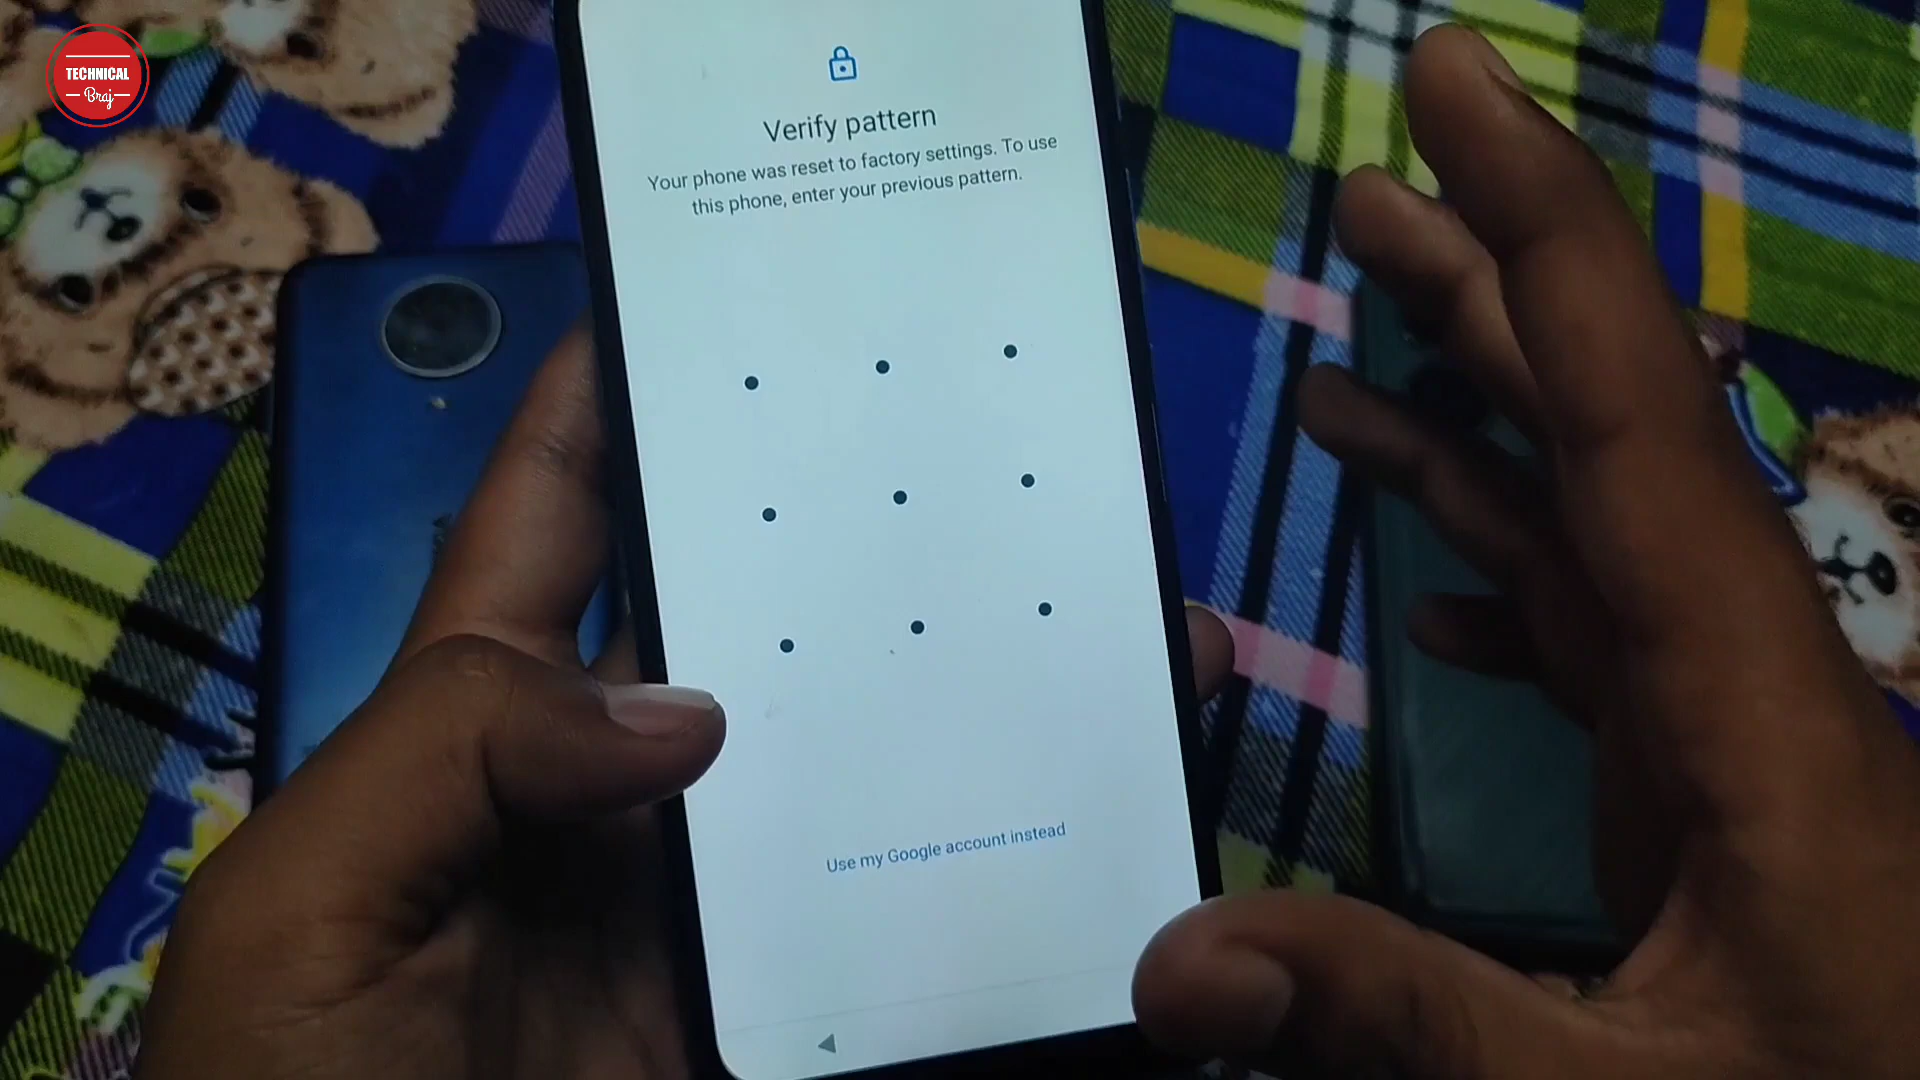 TECHNICAL
Braj
Verify pattern
Your phone was reset to factory settings. To use
this phone, enter your previous pattern.
Use my Google account instead